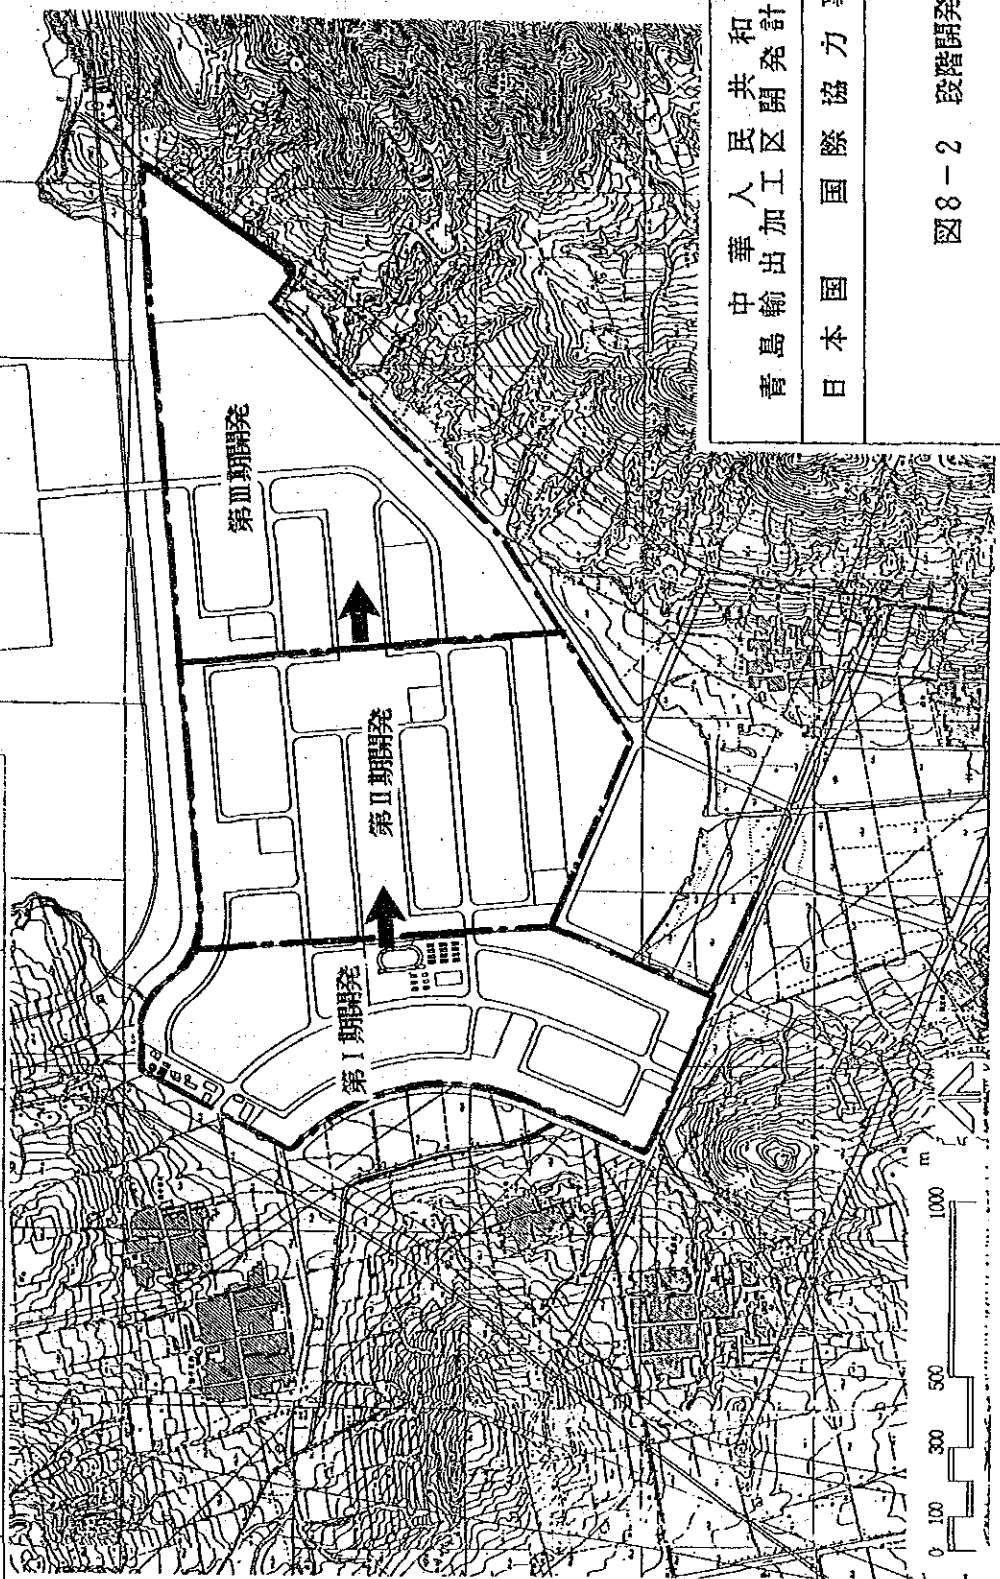 第Ⅲ期開発
第Ⅱ期開発
第Ⅰ期開発
中華人民共和
青島輸出加工区開発計
日本国国際協力
図8-2 段階開発
0 100 300 500 1000 m